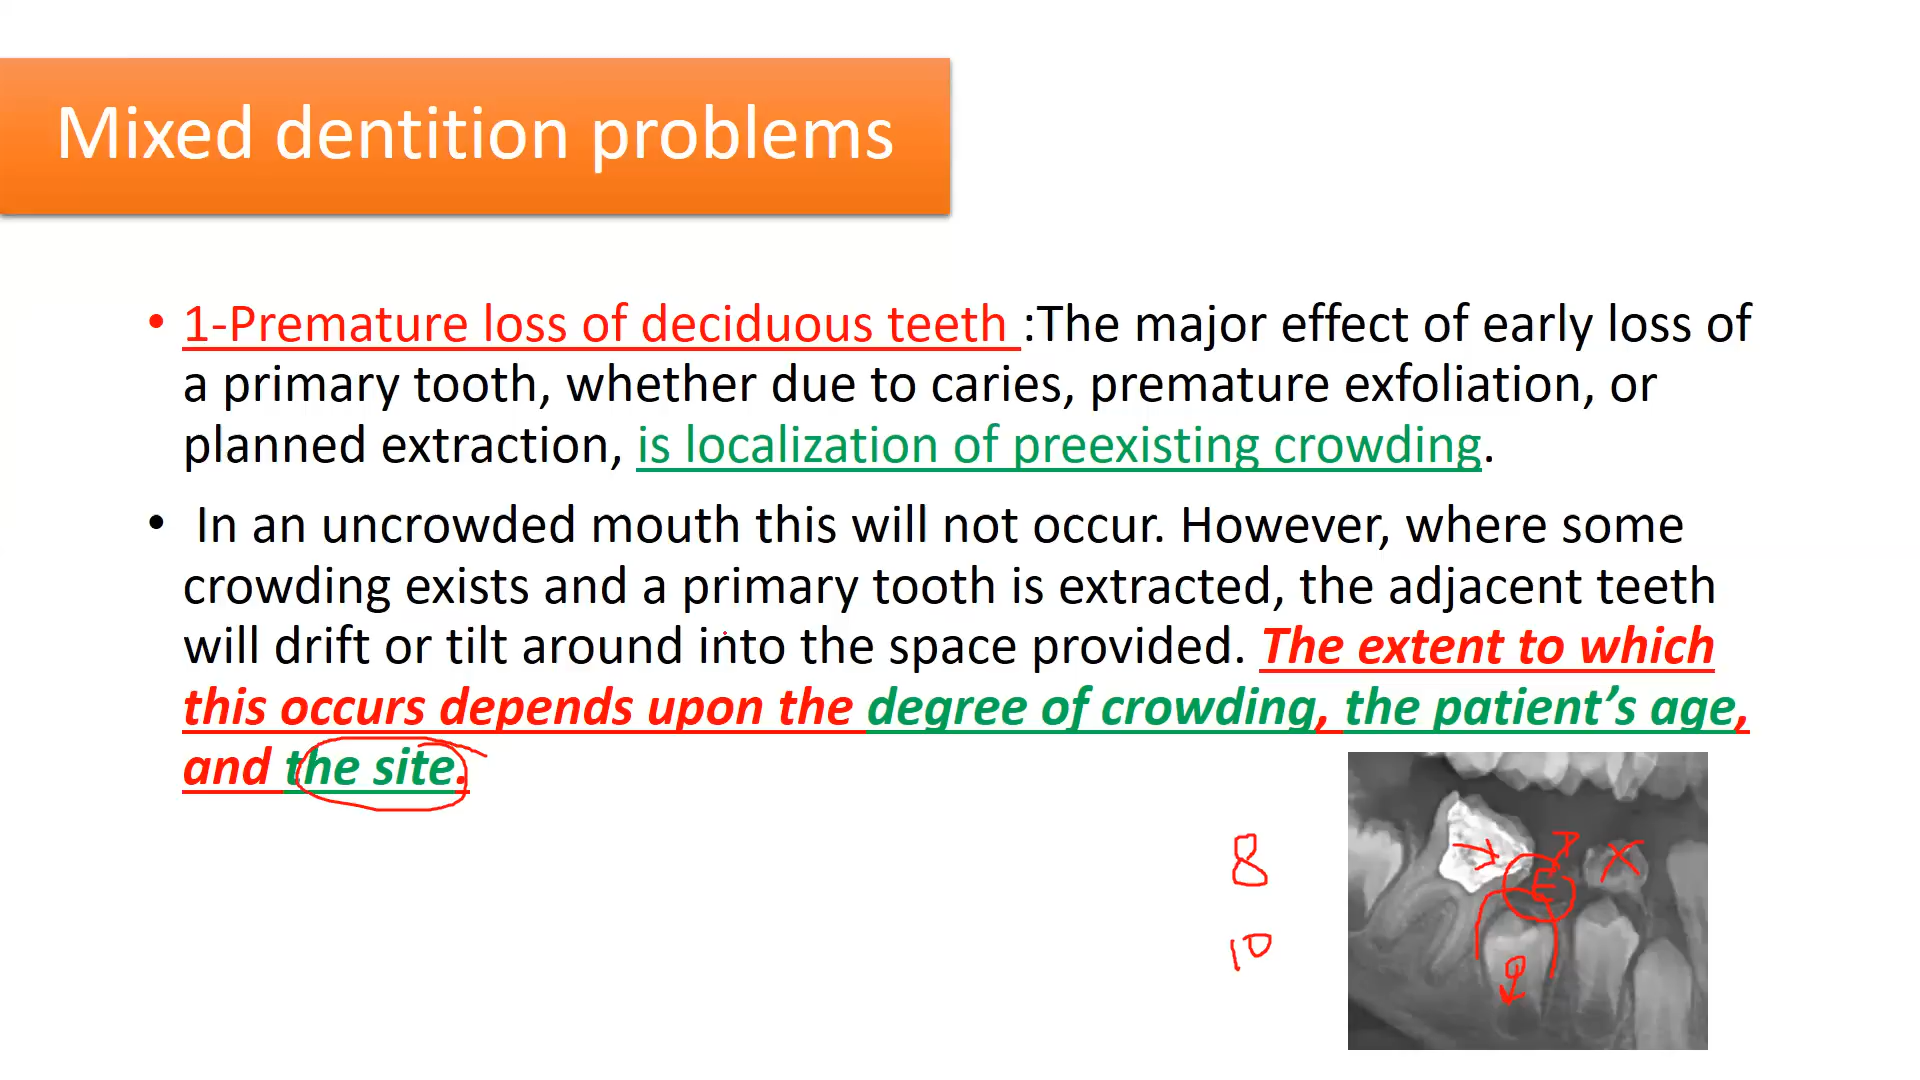 Mixed dentition problems
• 1-Premature loss of deciduous teeth :The major effect of early loss of
a primary tooth, whether due to caries, premature exfoliation, or
planned extraction, is localization of preexisting crowding.
• In an uncrowded mouth this will not occur. However, where some
crowding exists and a primary tooth is extracted, the adjacent teeth
will drift or tilt around into the space provided. The extent to which
this occurs depends upon the degree of crowding, the patient’s age,
and the site.
8
10
E